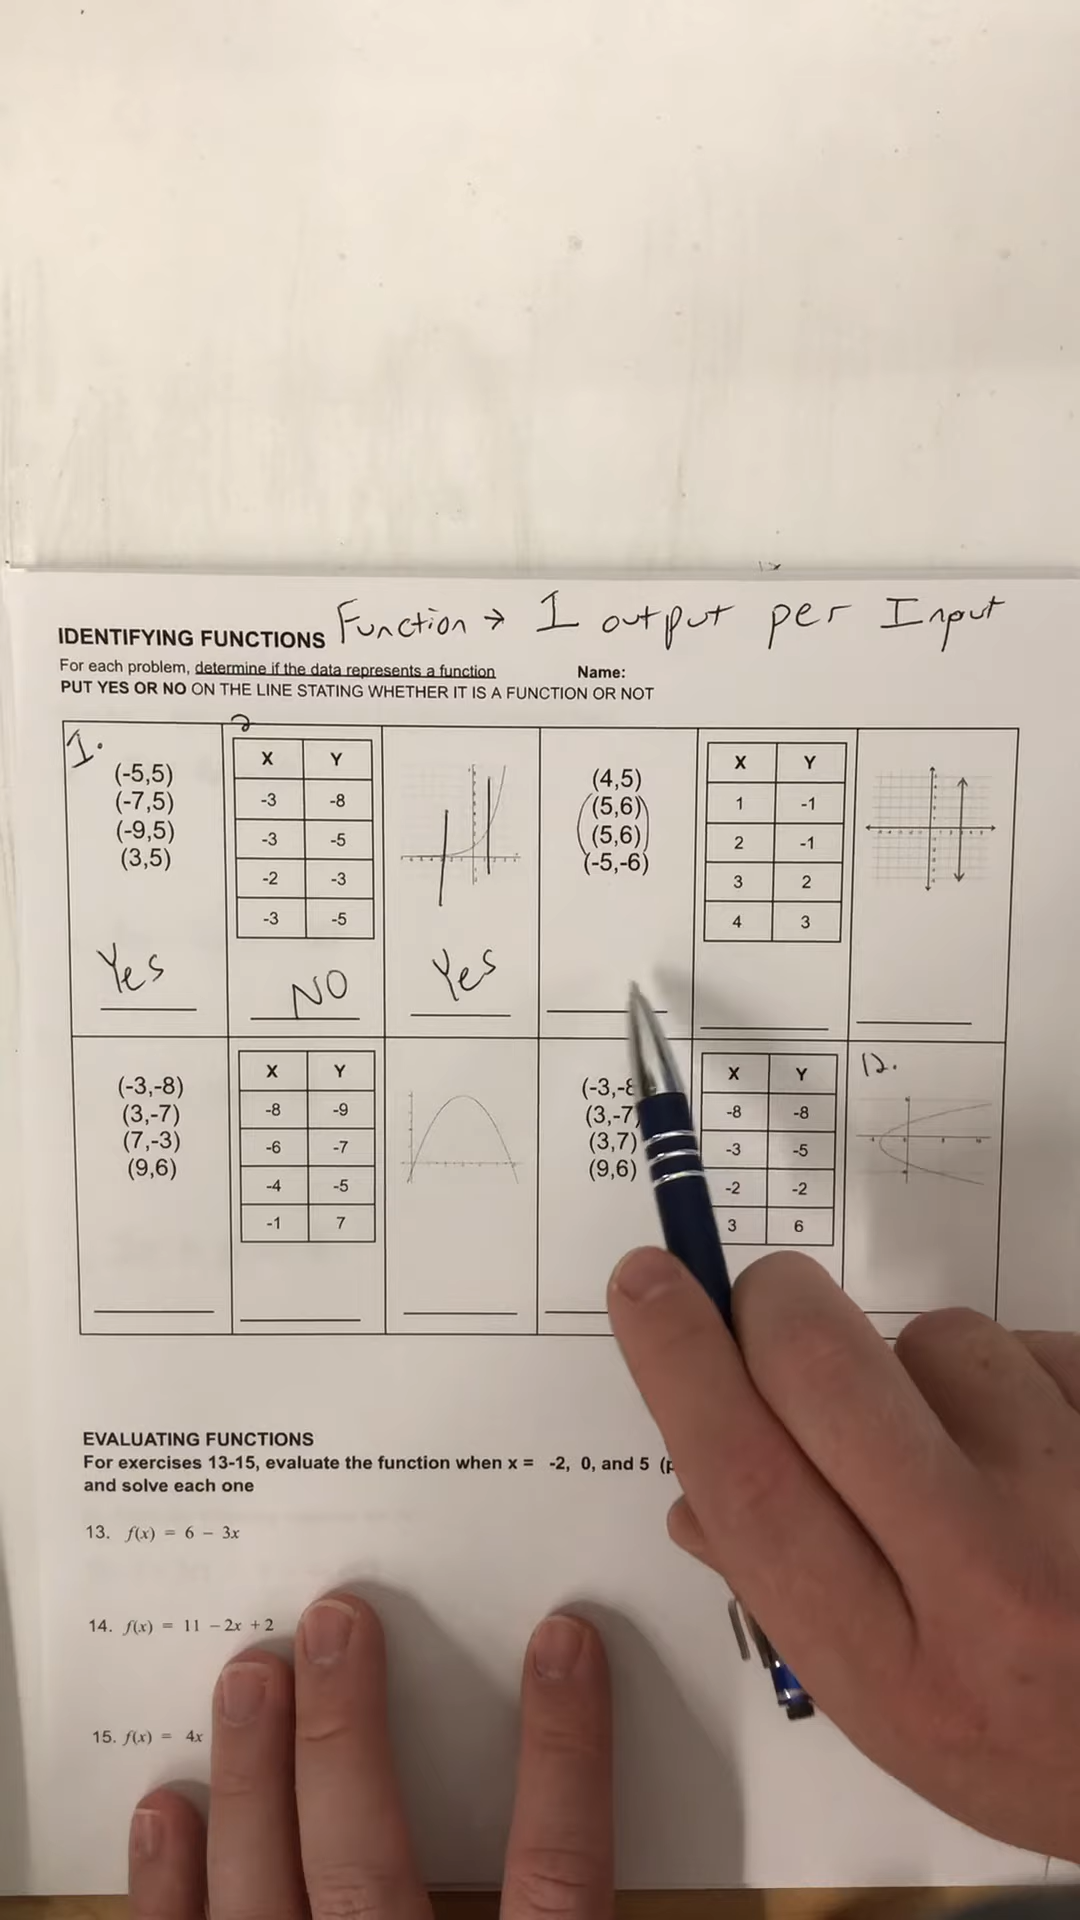 Function → 1 output per Input
IDENTIFYING FUNCTIONS
For each problem, determine if the data represents a function
Name:
PUT YES OR NO ON THE LINE STATING WHETHER IT IS A FUNCTION OR NOT
1.
(-5,5)
(-7,5)
(-9,5)
(3,5)
Yes
2
X Y
-3 -8
-3 -5
-2 -3
-3 -5
NO
Yes
(4,5)
(5,6)
(5,6)
(-5,-6)
X Y
1 -1
2 -1
3 2
4 3
(-3,-8)
(3,-7)
(7,-3)
(9,6)
X Y
-8 -9
-6 -7
-4 -5
-1 7
(-3,-8
(3,-7
(3,7)
(9,6)
X Y
-8 -8
-3 -5
-2 -2
3 6
12.
EVALUATING FUNCTIONS
For exercises 13-15, evaluate the function when x = -2, 0, and 5
and solve each one
13. f(x) = 6 - 3x
14. f(x) = 11 - 2x + 2
15. f(x) = 4x